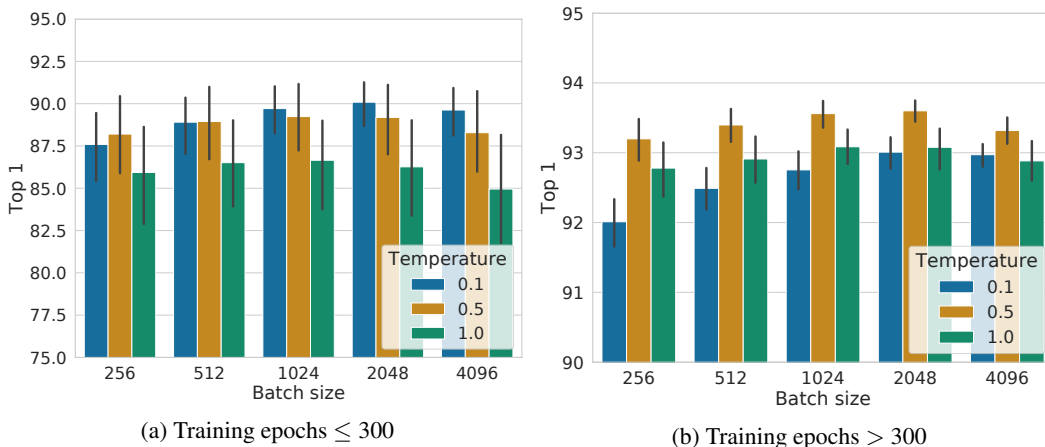 95.0
92.5
90.0
87.5
85.0
82.5
80.0
77.5
75.0
Top 1
256 512 1024 2048 4096
Batch size
Temperature
0.1
0.5
1.0
(a) Training epochs ≤ 300
95
94
93
92
91
90
Top 1
256 512 1024 2048 4096
Batch size
Temperature
0.1
0.5
1.0
(b) Training epochs > 300